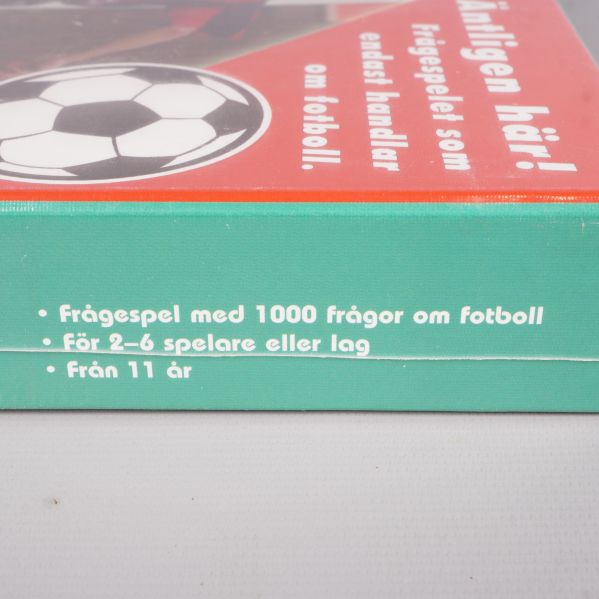 Äntligen här!
Frågespelet som
endast handlar
om fotboll.
• Frågespel med 1000 frågor om fotboll
• För 2–6 spelare eller lag
• Från 11 år